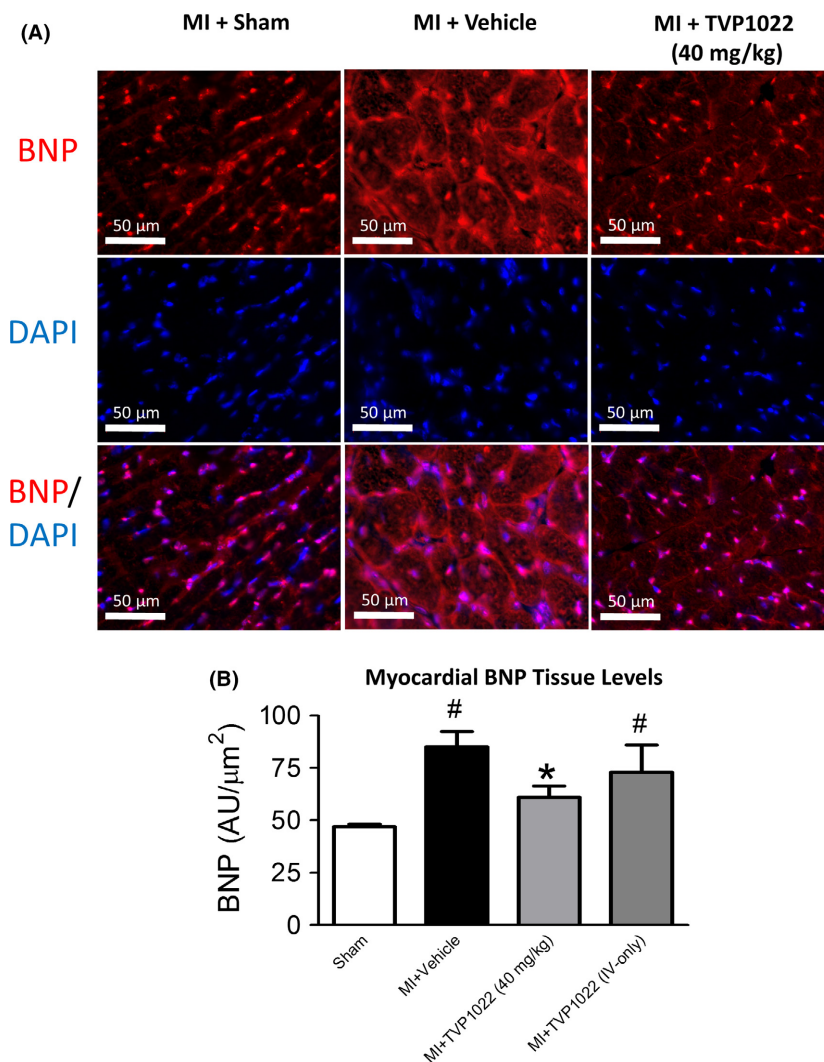 (A)
MI + Sham
MI + Vehicle
MI + TVP1022
(40 mg/kg)
BNP
50 µm
50 µm
50 µm
DAPI
50 µm
50 µm
50 µm
BNP/
DAPI
50 µm
50 µm
50 µm
(B)
Myocardial BNP Tissue Levels
BNP (AU/µm²)
100
75
50
25
0
#
*
#
Sham
MI+Vehicle
MI+TVP1022 (40 mg/kg)
MI+TVP1022 (IV-only)